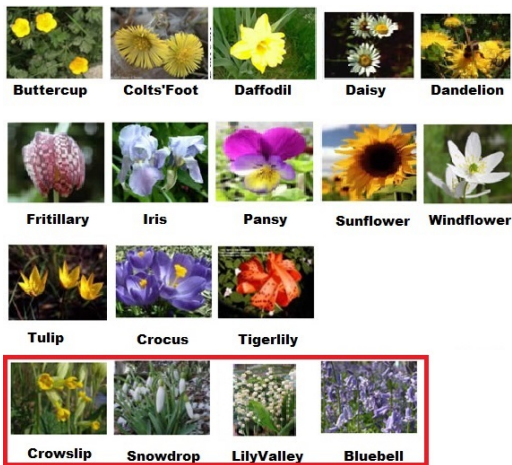 Buttercup Colts'Foot Daffodil Daisy Dandelion
Fritillary Iris Pansy Sunflower Windflower
Tulip Crocus Tigerlily
Crowslip Snowdrop LilyValley Bluebell